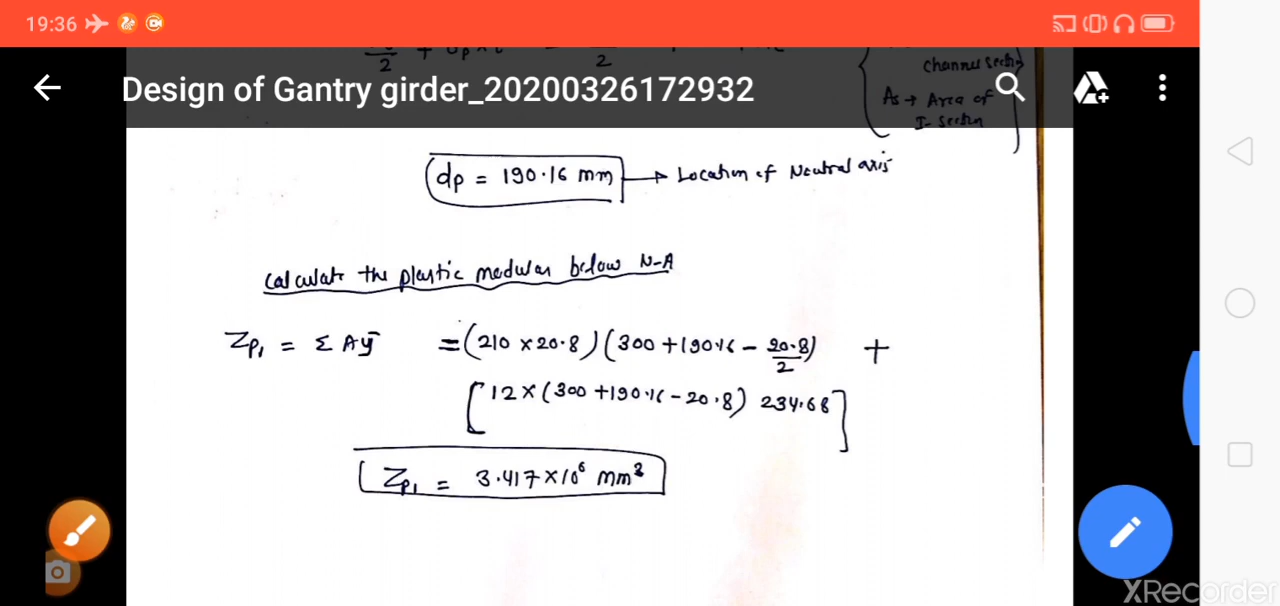 19:36
2
2
channel section
Design of Gantry girder_20200326172932
As → Area of
I-section
dp = 190.16 mm → Location of Neutral axis
Calculate the plastic modulus below N-A
Zp₁ = Σ Aȳ = (210 × 20.8) (300 + 190.16 - 20.8/2) +
[12 × (300 + 190.16 - 20.8) 234.68]
Zp₁ = 3.417 × 10⁶ mm³
XRecorder